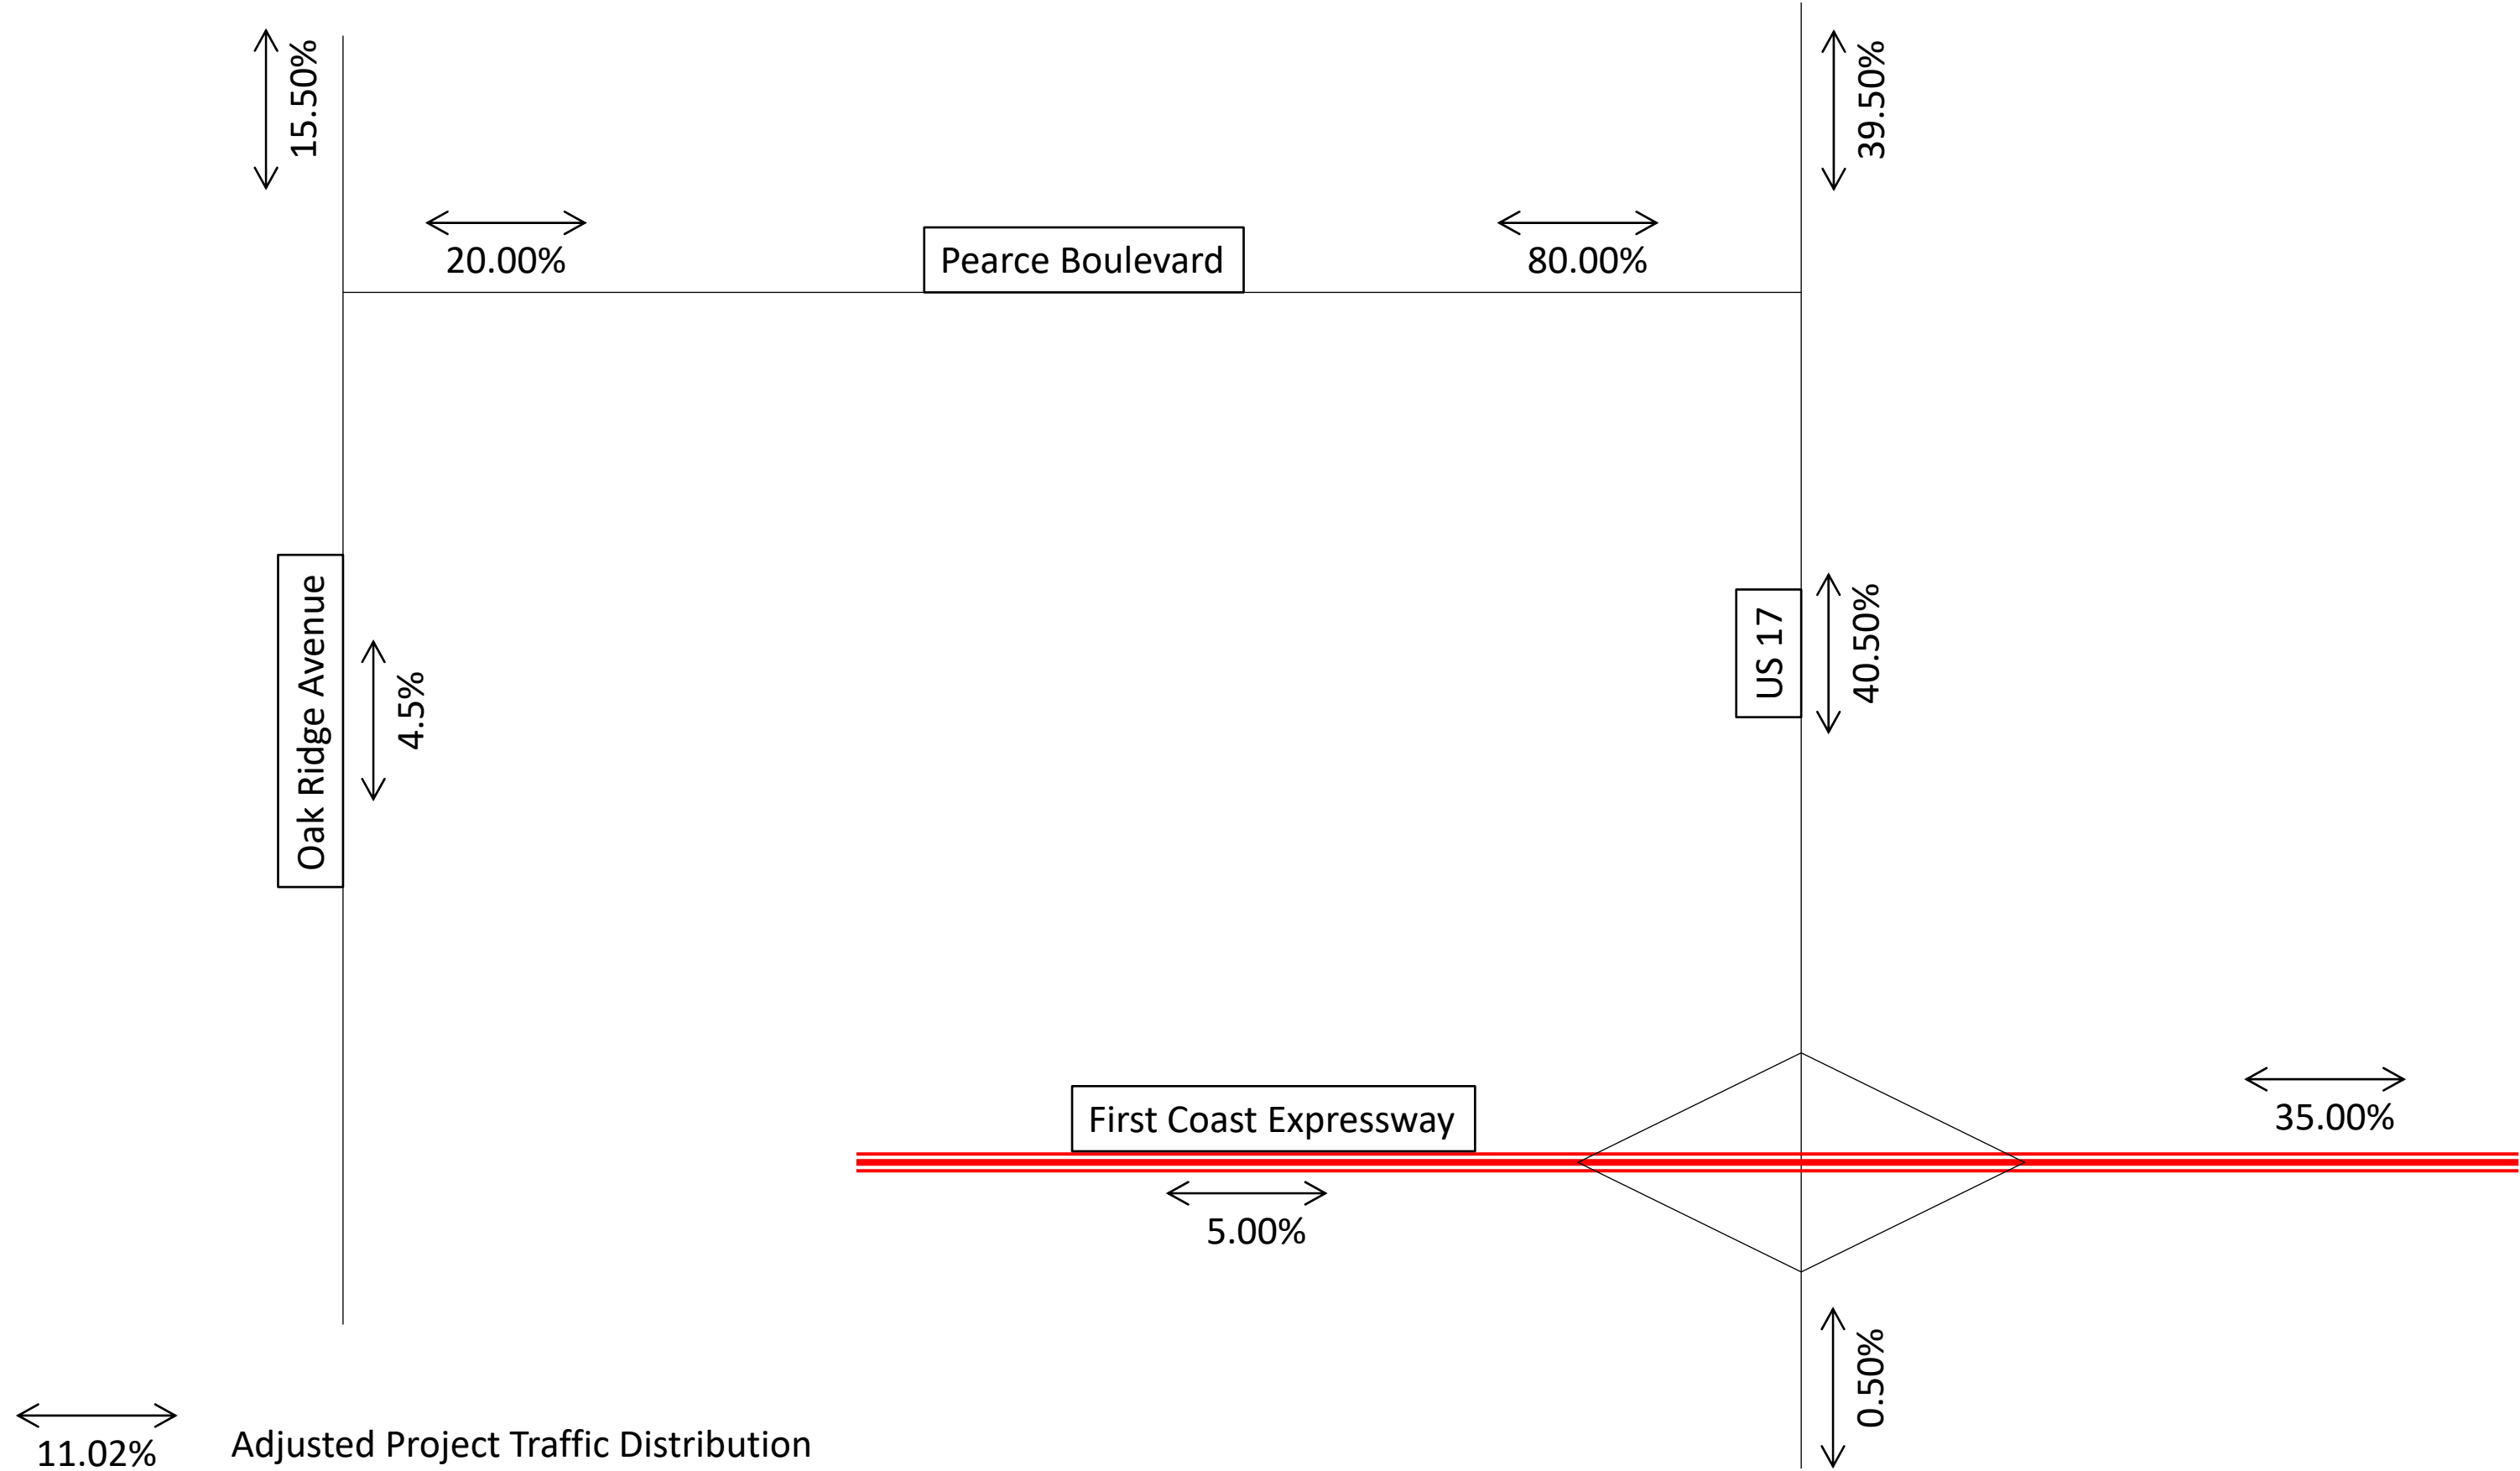 15.50%
39.50%
20.00%
Pearce Boulevard
80.00%
Oak Ridge Avenue
4.5%
US 17
40.50%
First Coast Expressway
35.00%
5.00%
0.50%
11.02%
Adjusted Project Traffic Distribution